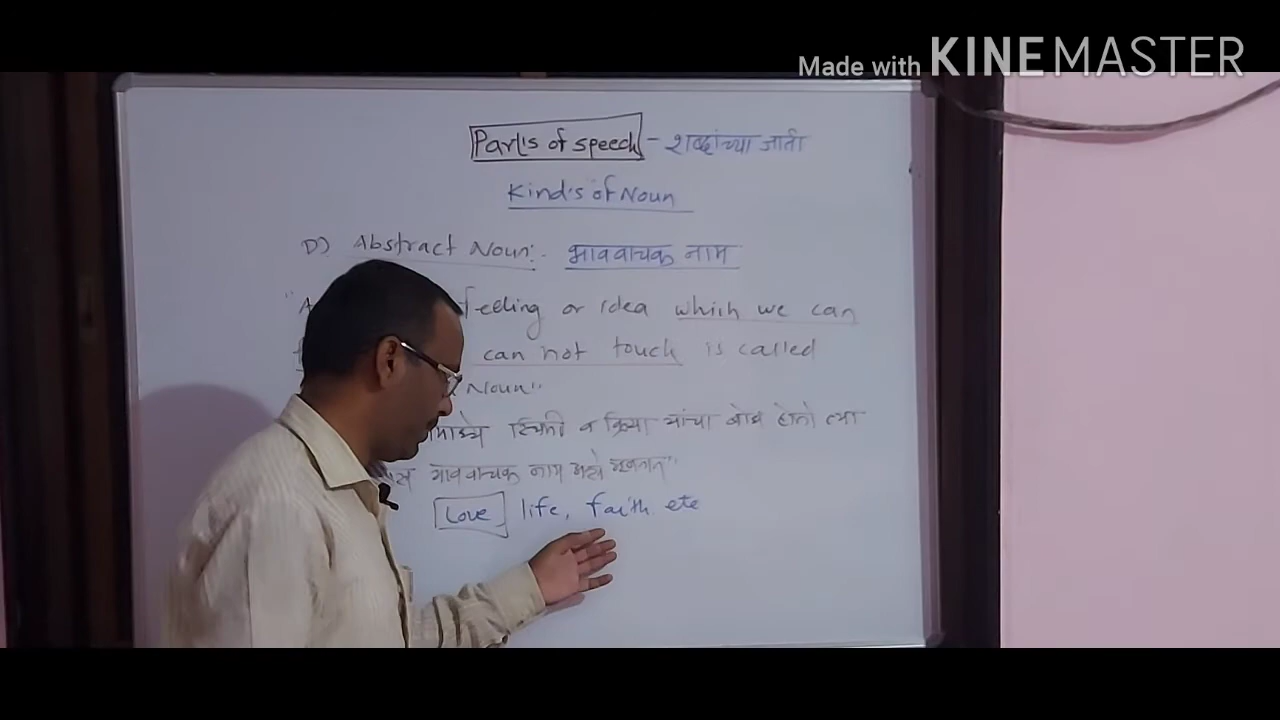 Made with KINEMASTER
Part's of speech - शब्दांच्या जाती
Kind's of Noun
D) Abstract Noun:- भाववाचक नाम
"A feeling or idea which we can
can not touch is called
Noun"
स्थिती व क्रिया यांचा बोध होतो त्या
भाववाचक नाम असे म्हणतात"
Love life, faith etc